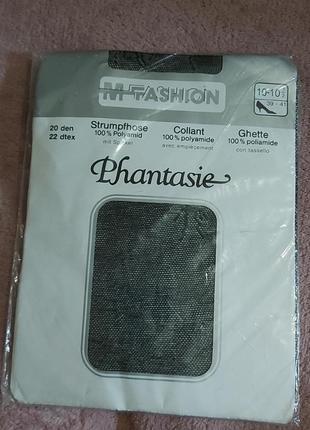 M-FASHION
10-10½
39-41
20 den
22 dtex
Strumpfhose
100% Polyamid
mit Spickel
Collant
100% polyamide
avec empiècement
Ghette
100% poliamide
con tassello
Phantasie